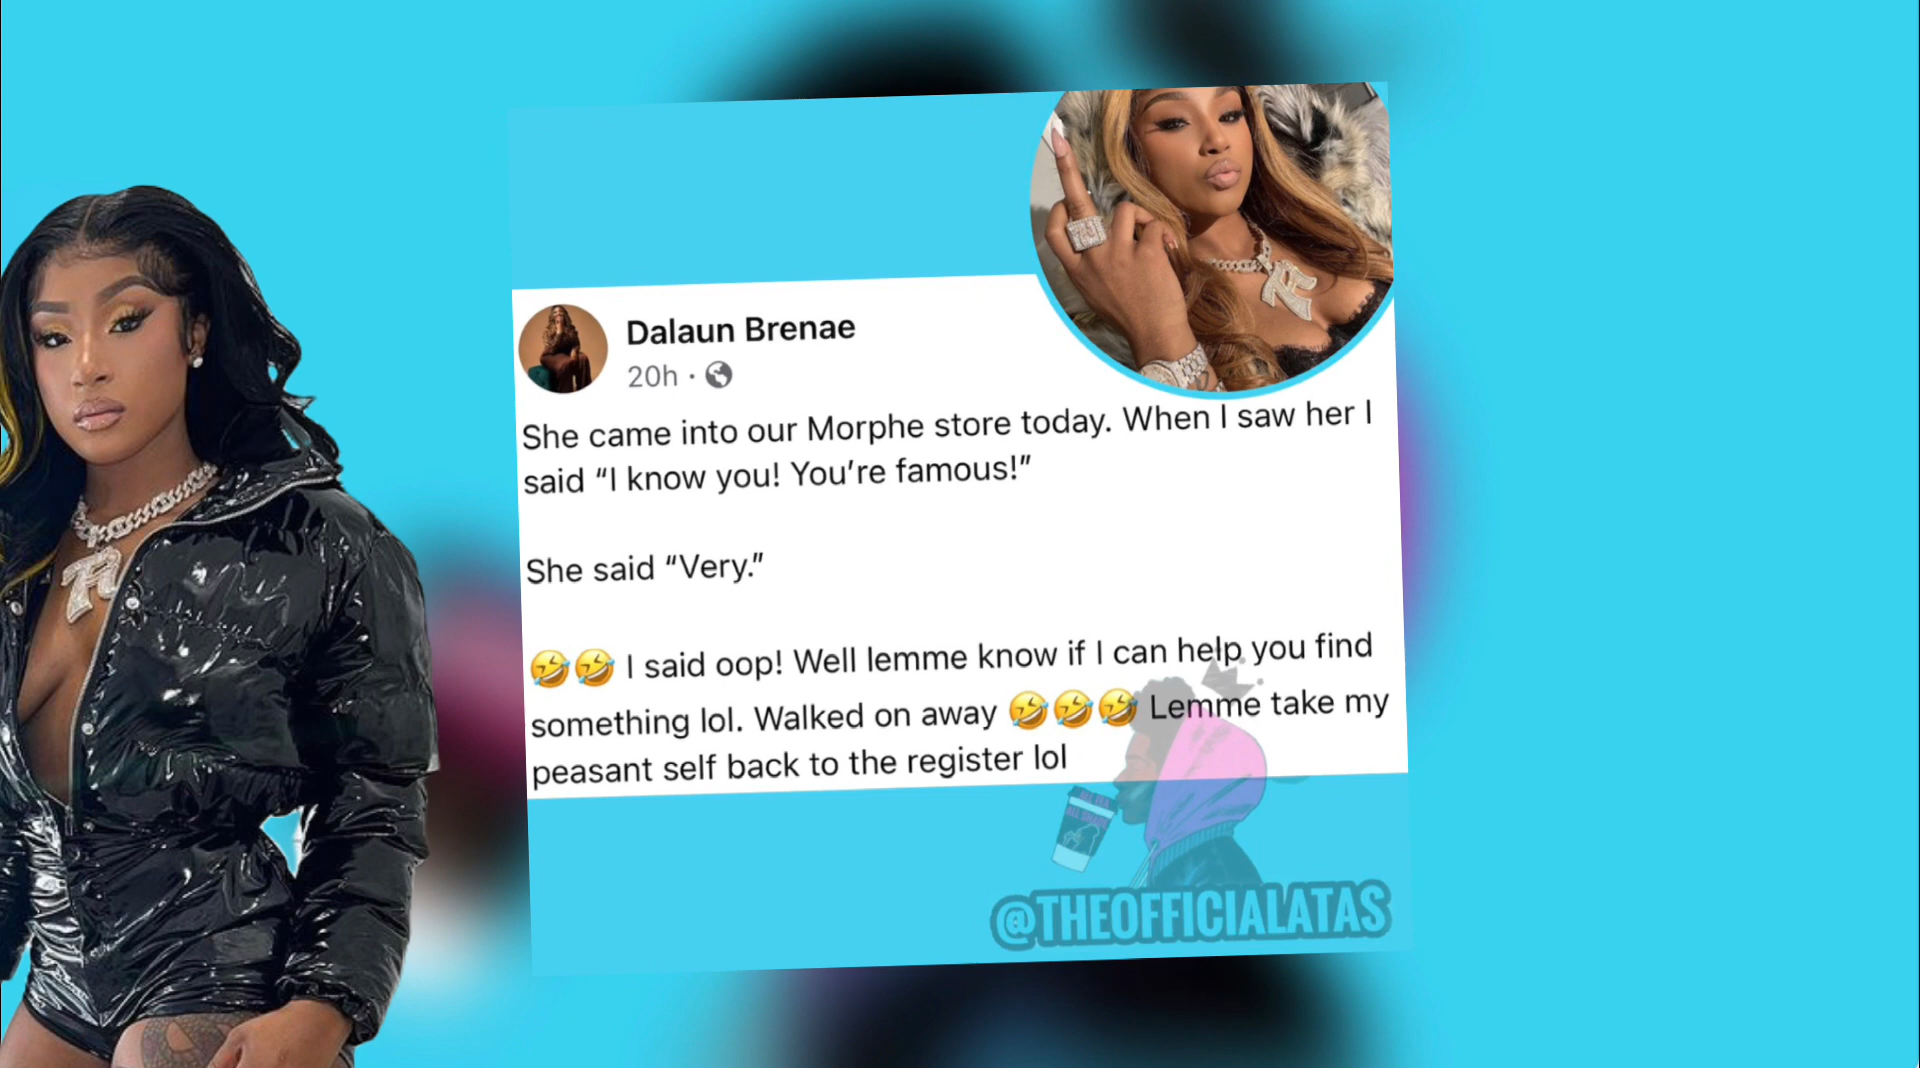 Dalaun Brenae
20h ·
She came into our Morphe store today. When I saw her I
said “I know you! You’re famous!”
She said “Very.”
🤣🤣 I said oop! Well lemme know if I can help you find
something lol. Walked on away 🤣🤣🤣 Lemme take my
peasant self back to the register lol
@THEOFFICIALATAS